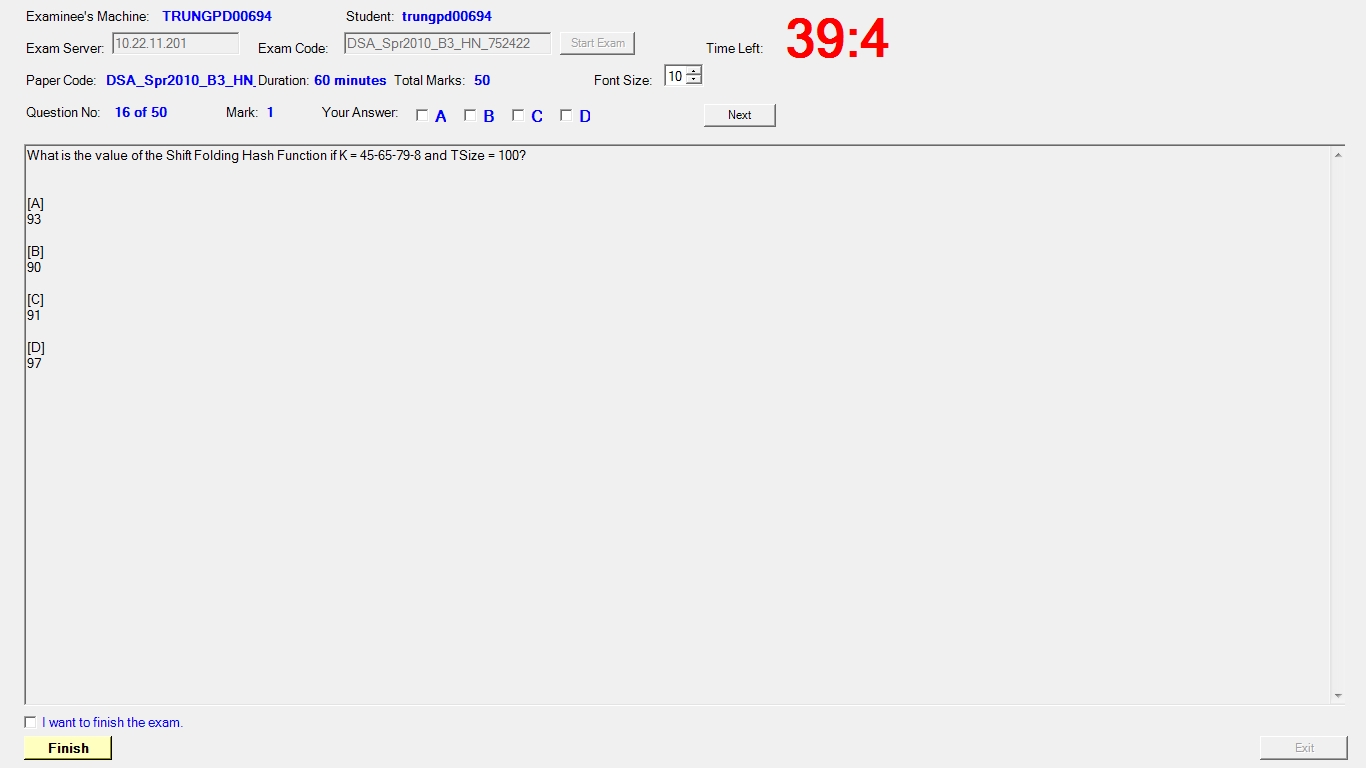 Examinee's Machine: TRUNGPD00694 Student: trungpd00694
Exam Server: 10.22.11.201 Exam Code: DSA_Spr2010_B3_HN_752422 Start Exam Time Left: 39:4
Paper Code: DSA_Spr2010_B3_HN_ Duration: 60 minutes Total Marks: 50 Font Size: 10
Question No: 16 of 50 Mark: 1 Your Answer: A B C D Next
What is the value of the Shift Folding Hash Function if K = 45-65-79-8 and TSize = 100?
[A]
93
[B]
90
[C]
91
[D]
97
I want to finish the exam.
Finish Exit